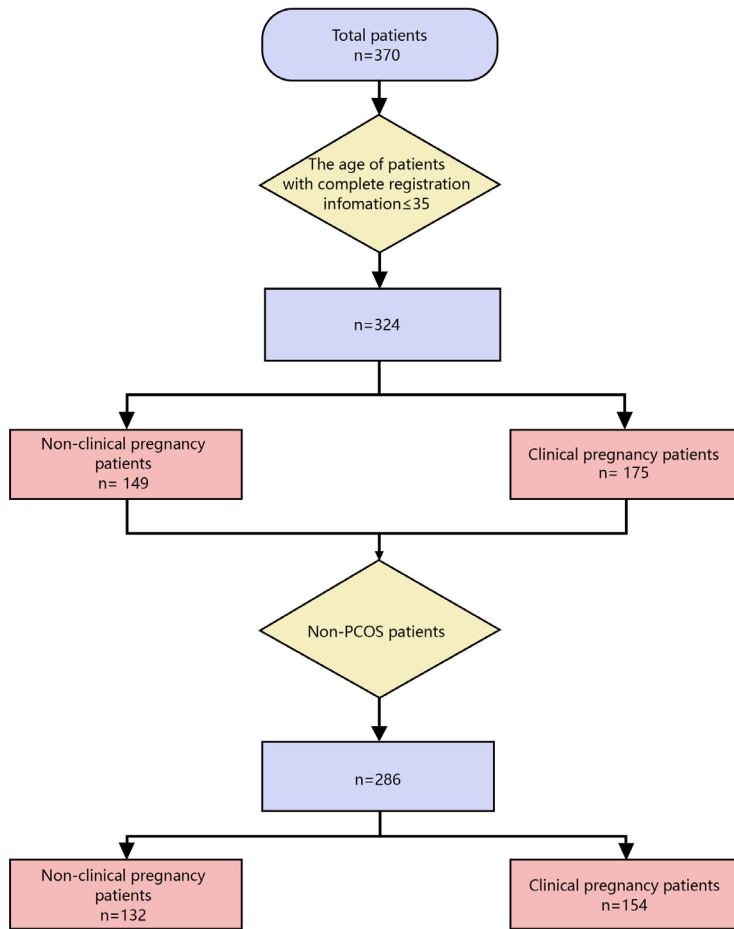 Total patients
n=370
The age of patients
with complete registration
infomation≤35
n=324
Non-clinical pregnancy
patients
n= 149
Clinical pregnancy patients
n= 175
Non-PCOS patients
n=286
Non-clinical pregnancy
patients
n=132
Clinical pregnancy patients
n=154